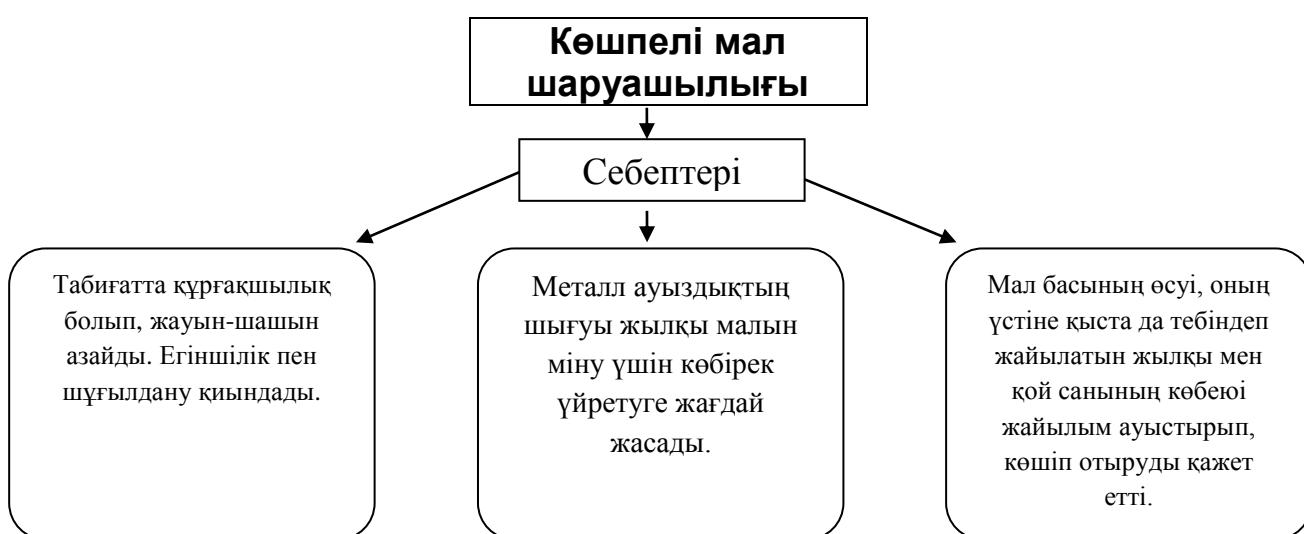 Көшпелі мал
шаруашылығы
Себептері
Табиғатта құрғақшылық
болып, жауын-шашын
азайды. Егіншілік пен
шұғылдану қиындады.
Металл ауыздықтың
шығуы жылқы малын
міну үшін көбірек
үйретуге жағдай
жасады.
Мал басының өсуі, оның
үстіне қыста да тебіндеп
жайылатын жылқы мен
қой санының көбеюі
жайылым ауыстырып,
көшіп отыруды қажет
етті.